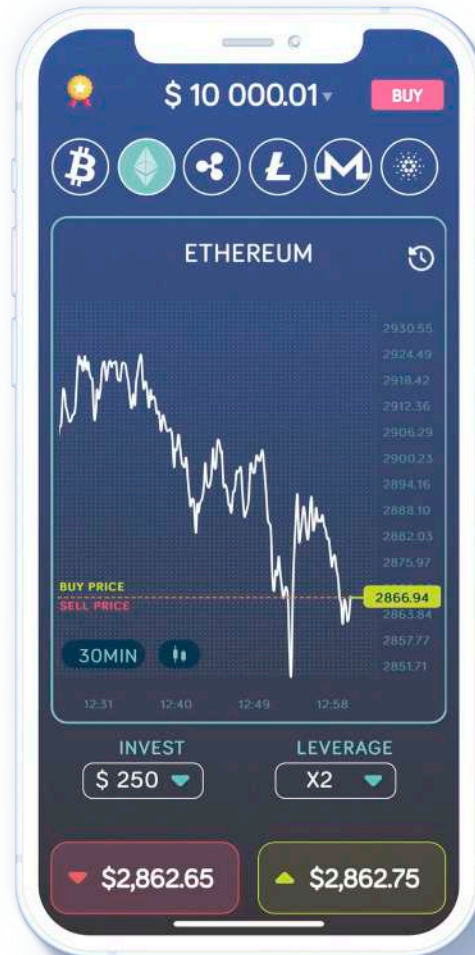 $ 10 000.01
BUY
ETHEREUM
2930.55
2924.49
2918.42
2912.36
2906.29
2900.23
2894.16
2888.10
2882.03
2875.97
BUY PRICE
2866.94
SELL PRICE
2863.84
2857.77
30MIN
2851.71
12:31 12:40 12:49 12:58
INVEST LEVERAGE
$ 250 X2
$2,862.65 $2,862.75